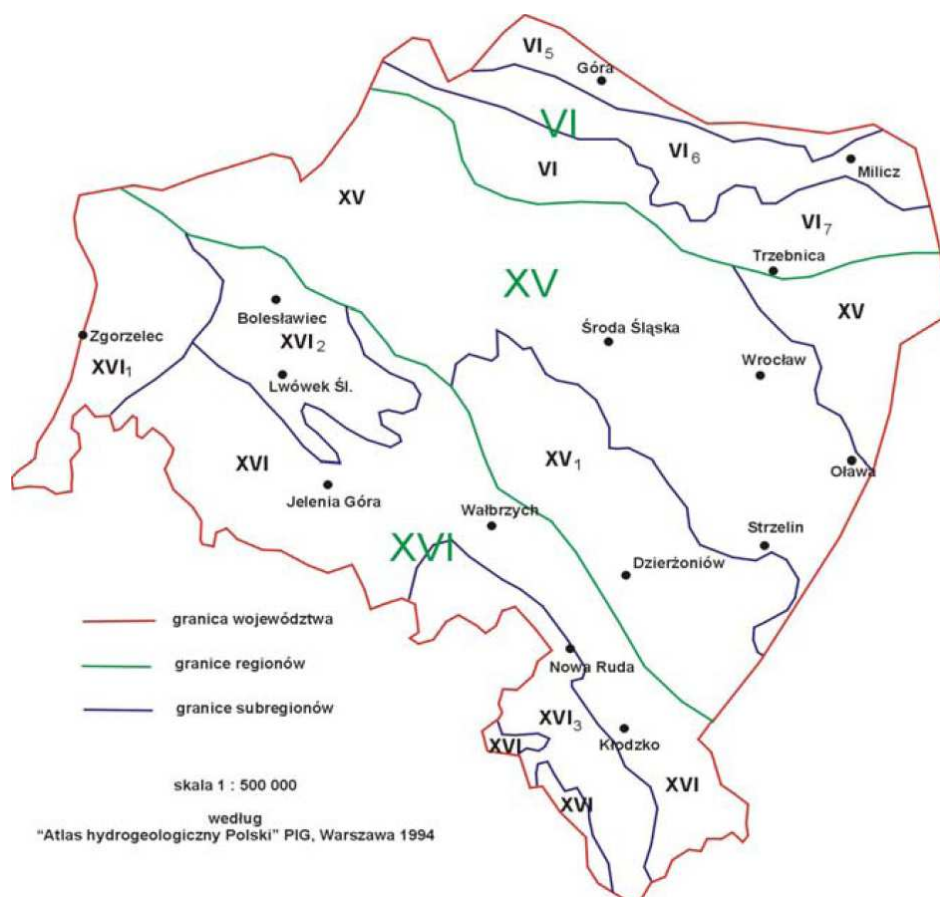 VI5
Góra
VI
VI
VI6
Milicz
XV
VI7
Trzebnica
XV
XV
Bolesławiec
Środa Śląska
Zgorzelec
XVI2
Wrocław
XVI1
Lwówek Śl.
XVI
XV1
Oława
Jelenia Góra
Wałbrzych
Strzelin
XVI
Dzierżoniów
granica województwa
granice regionów
Nowa Ruda
granice subregionów
XVI3
XVI
Kłodzko
skala 1 : 500 000
XVI
XVI
według
“Atlas hydrogeologiczny Polski” PIG, Warszawa 1994